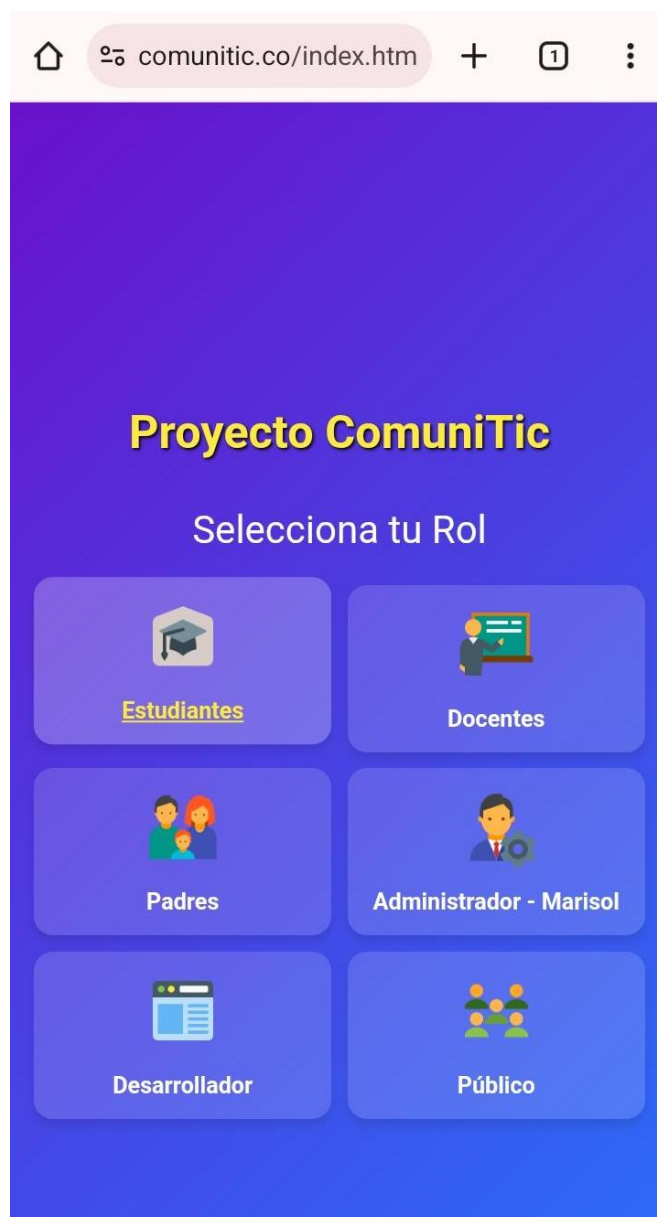 comunitic.co/index.htm
1
Proyecto ComuniTic
Selecciona tu Rol
Estudiantes
Docentes
Padres
Administrador - Marisol
Desarrollador
Público